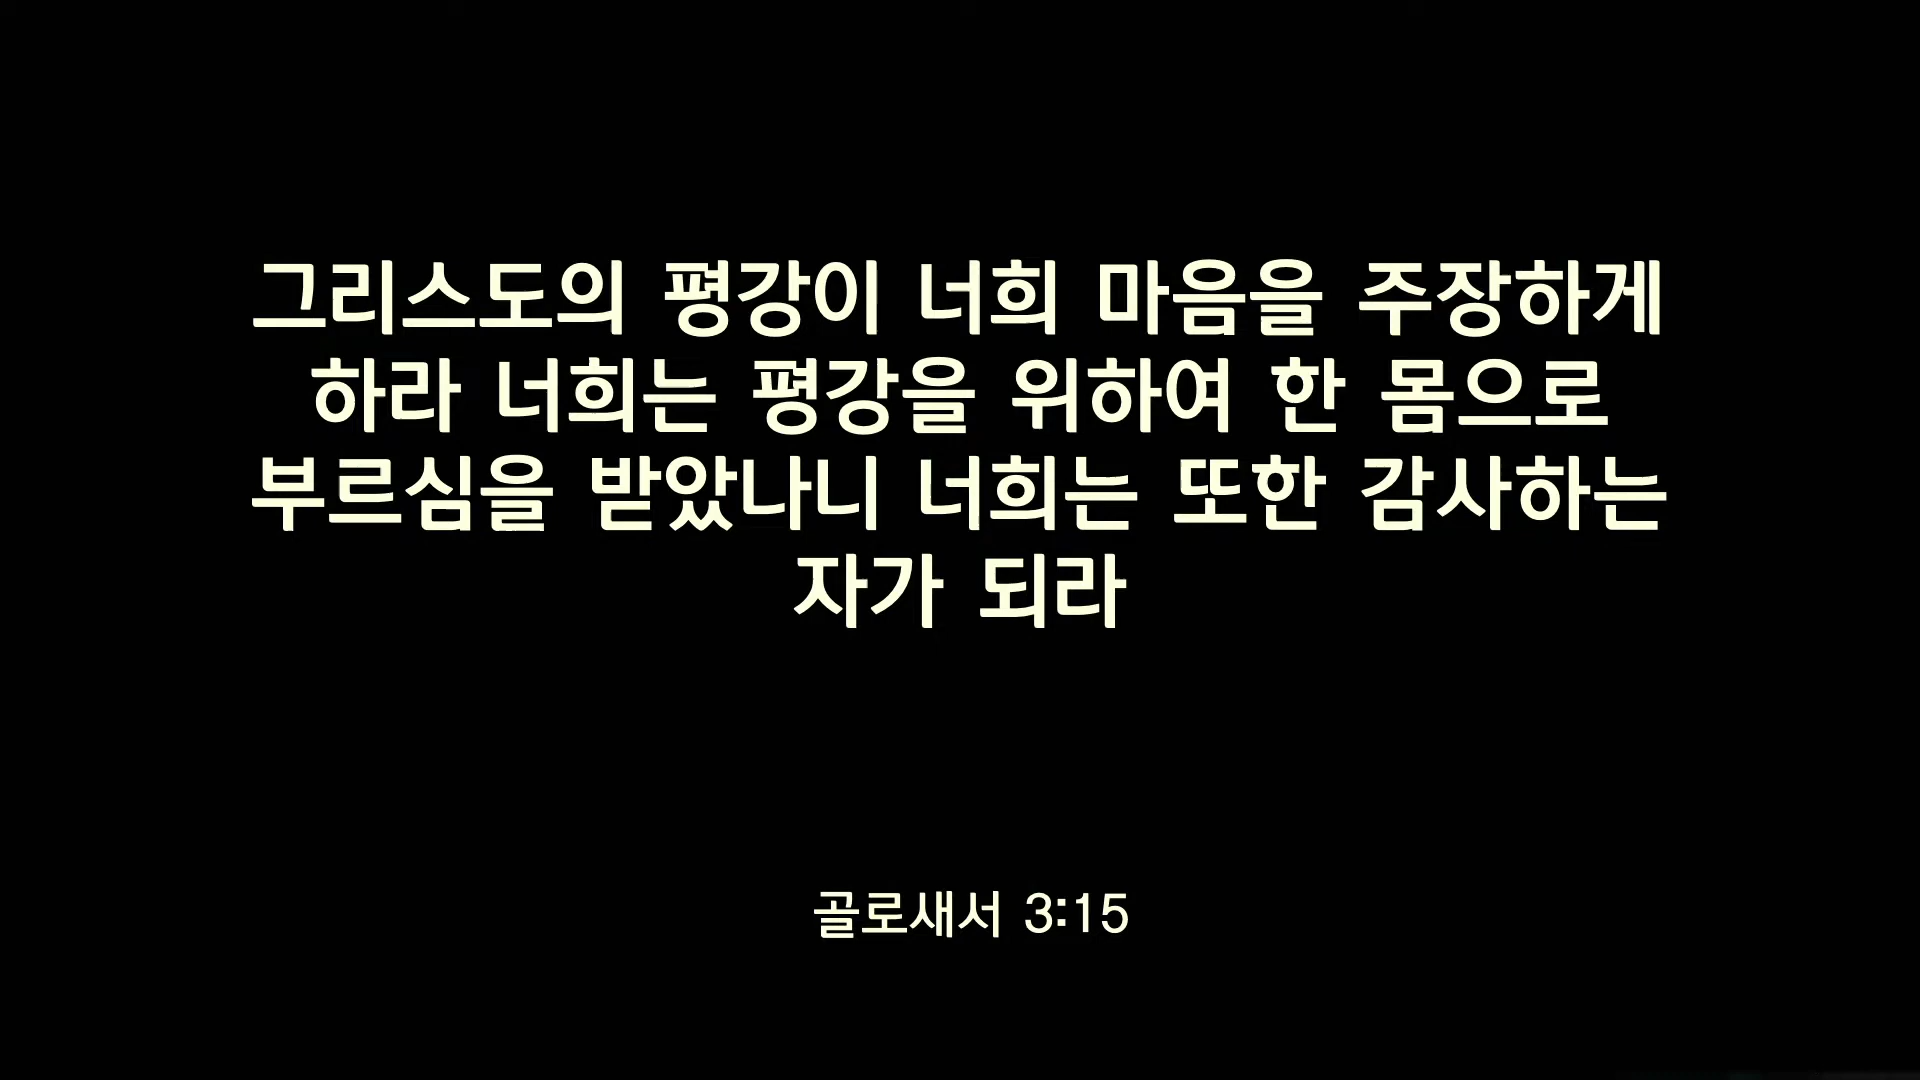 그리스도의 평강이 너희 마음을 주장하게
하라 너희는 평강을 위하여 한 몸으로
부르심을 받았나니 너희는 또한 감사하는
자가 되라
골로새서 3:15